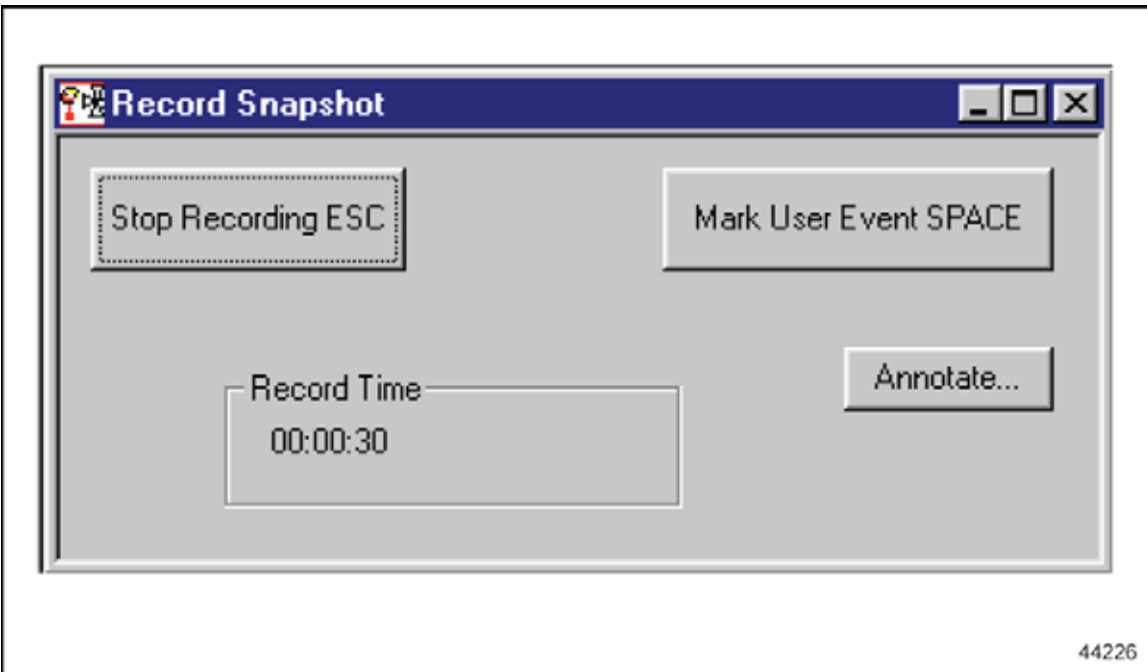 Record Snapshot
Stop Recording ESC
Mark User Event SPACE
Annotate...
Record Time
00:00:30
44226